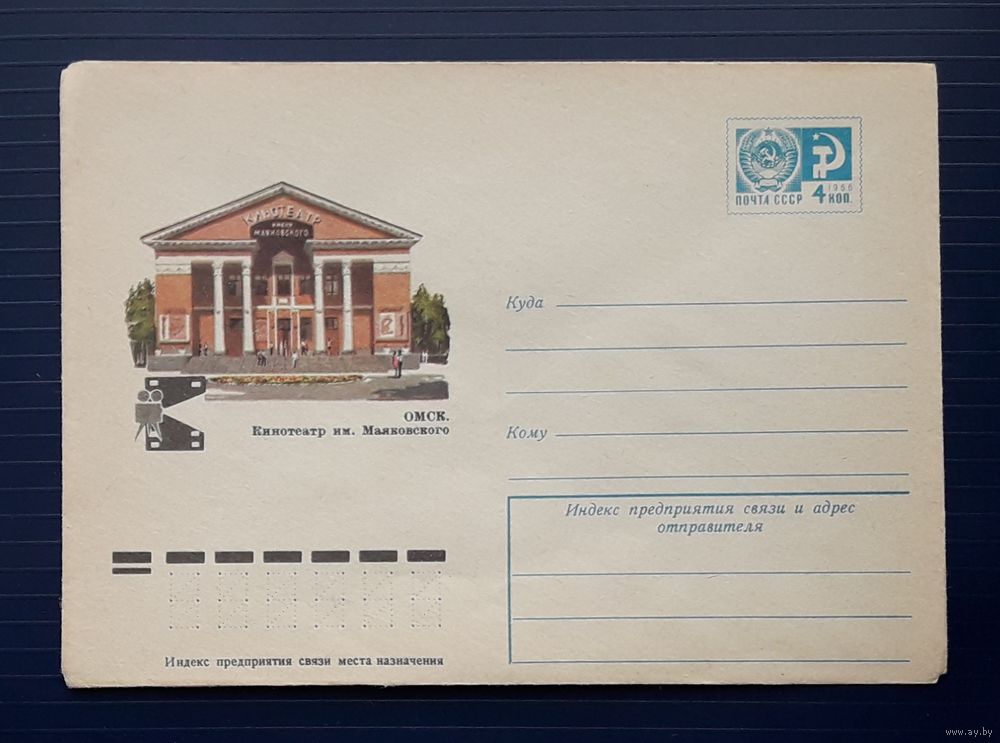 КИНОТЕАТР
ИМЕНИ
МАЯКОВСКОГО
ОМСК.
Кинотеатр им. Маяковского
ПОЧТА СССР
4
1966
КОП.
Куда
Кому
Индекс предприятия связи и адрес
отправителя
Индекс предприятия связи места назначения
www.ay.by